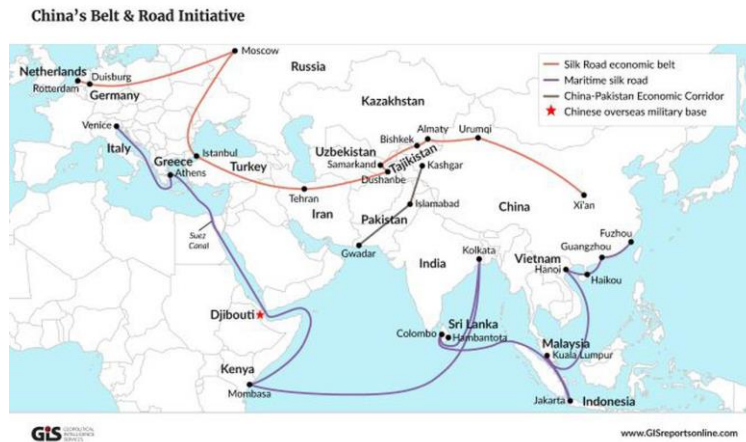 China's Belt & Road Initiative
Silk Road economic belt
Maritime silk road
China-Pakistan Economic Corridor
Chinese overseas military base
Moscow
Russia
Netherlands
Duisburg
Rotterdam
Germany
Kazakhstan
Venice
Italy
Istanbul
Greece
Athens
Turkey
Almaty
Urumqi
Bishkek
Uzbekistan
Samarkand
Tajikistan
Dushanbe
Kashgar
Tehran
Iran
Islamabad
Pakistan
China
Xi'an
Suez
Canal
Gwadar
Fuzhou
Guangzhou
Kolkata
India
Vietnam
Hanoi
Haikou
Djibouti
Sri Lanka
Colombo
Hambantota
Malaysia
Kuala Lumpur
Kenya
Mombasa
Jakarta
Indonesia
GIS
GEOPOLITICAL
INTELLIGENCE
SERVICES
www.GISreportsonline.com